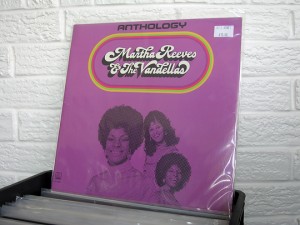 ANTHOLOGY
Martha Reeves
& The Vandellas